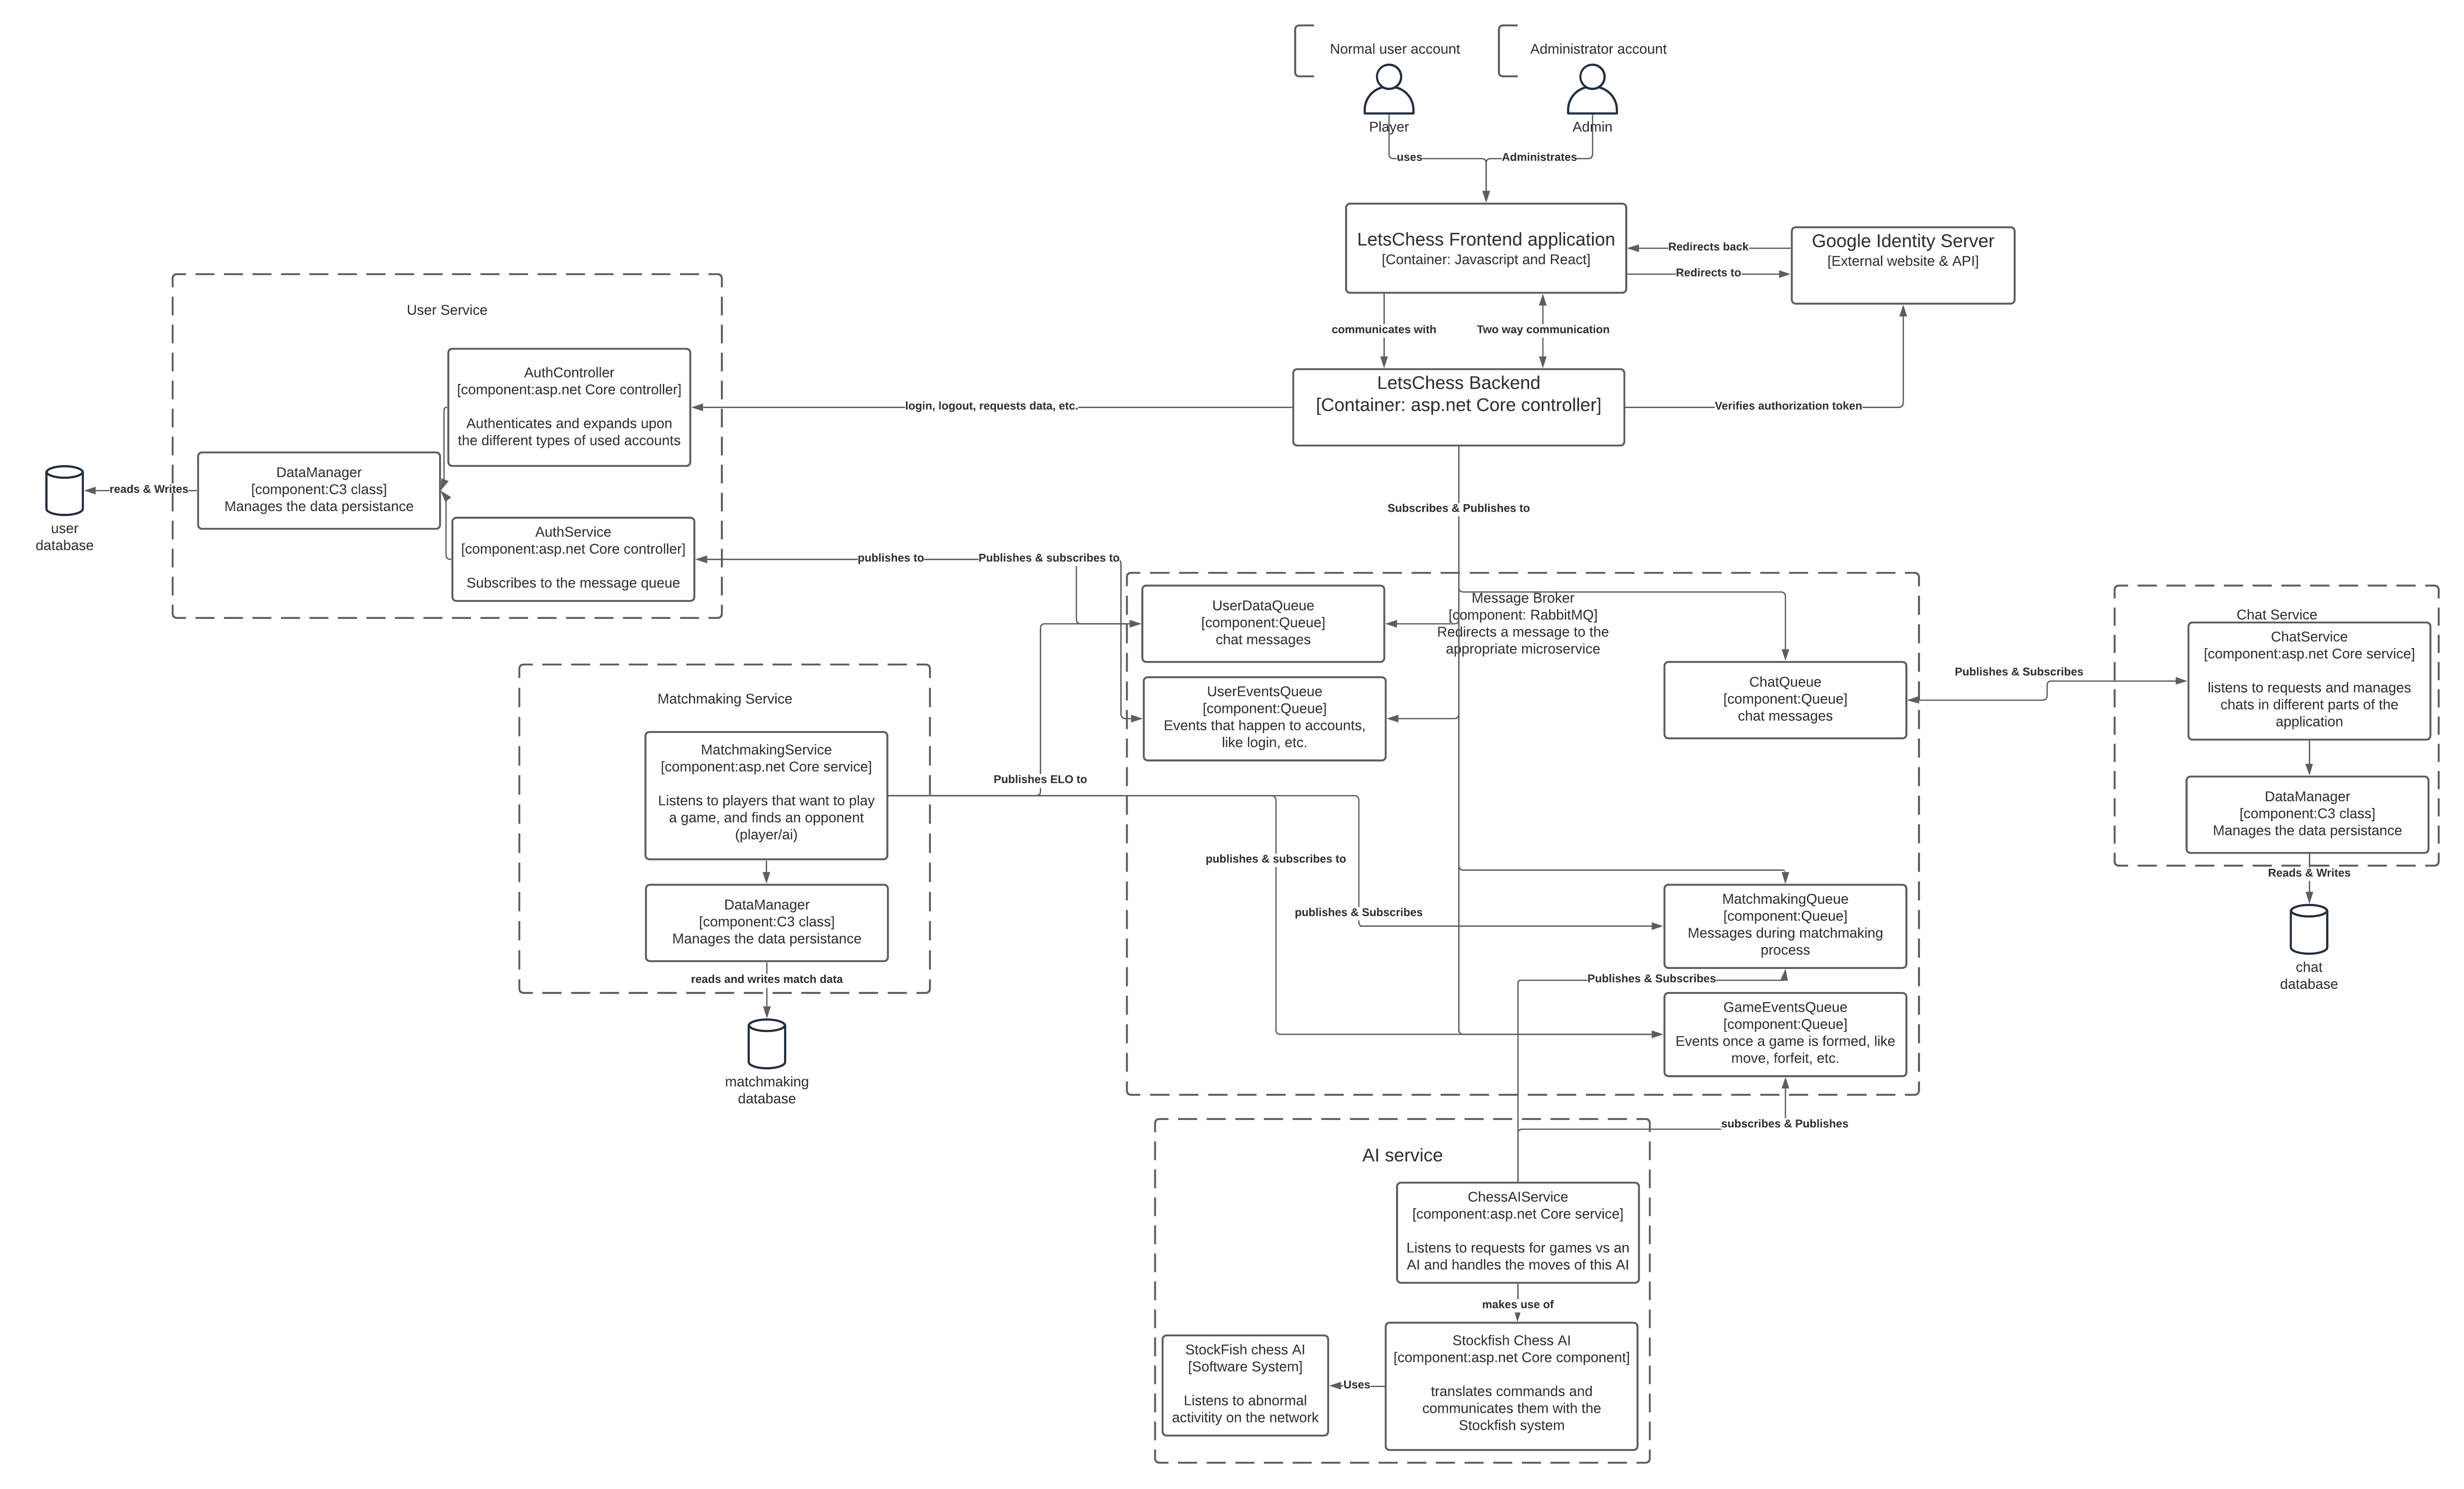 Normal user account
Administrator account
Player
Admin
uses
Administrates
LetsChess Frontend application
[Container: Javascript and React]
Redirects back
Redirects to
Google Identity Server
[External website & API]
communicates with
Two way communication
LetsChess Backend
[Container: asp.net Core controller]
login, logout, requests data, etc.
Verifies authorization token
User Service
AuthController
[component:asp.net Core controller]
Authenticates and expands upon
the different types of used accounts
DataManager
[component:C3 class]
Manages the data persistance
reads & Writes
user
database
AuthService
[component:asp.net Core controller]
Subscribes to the message queue
publishes to
Publishes & subscribes to
Subscribes & Publishes to
Message Broker
[component: RabbitMQ]
Redirects a message to the
appropriate microservice
UserDataQueue
[component:Queue]
chat messages
UserEventsQueue
[component:Queue]
Events that happen to accounts,
like login, etc.
ChatQueue
[component:Queue]
chat messages
Publishes & Subscribes
Chat Service
ChatService
[component:asp.net Core service]
listens to requests and manages
chats in different parts of the
application
DataManager
[component:C3 class]
Manages the data persistance
Reads & Writes
chat
database
Matchmaking Service
MatchmakingService
[component:asp.net Core service]
Listens to players that want to play
a game, and finds an opponent
(player/ai)
DataManager
[component:C3 class]
Manages the data persistance
reads and writes match data
matchmaking
database
Publishes ELO to
publishes & subscribes to
publishes & Subscribes
MatchmakingQueue
[component:Queue]
Messages during matchmaking
process
Publishes & Subscribes
GameEventsQueue
[component:Queue]
Events once a game is formed, like
move, forfeit, etc.
subscribes & Publishes
AI service
ChessAIService
[component:asp.net Core service]
Listens to requests for games vs an
AI and handles the moves of this AI
makes use of
Stockfish Chess AI
[component:asp.net Core component]
translates commands and
communicates them with the
Stockfish system
Uses
StockFish chess AI
[Software System]
Listens to abnormal
activitity on the network